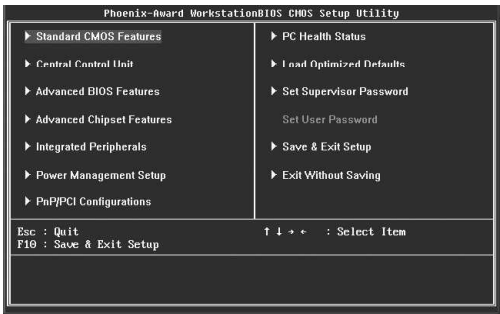 Phoenix-Award WorkstationBIOS CMOS Setup Utility
Standard CMOS Features
Central Control Unit
Advanced BIOS Features
Advanced Chipset Features
Integrated Peripherals
Power Management Setup
PnP/PCI Configurations
PC Health Status
Load Optimized Defaults
Set Supervisor Password
Set User Password
Save & Exit Setup
Exit Without Saving
Esc : Quit
F10 : Save & Exit Setup
↑ ↓ → ← : Select Item